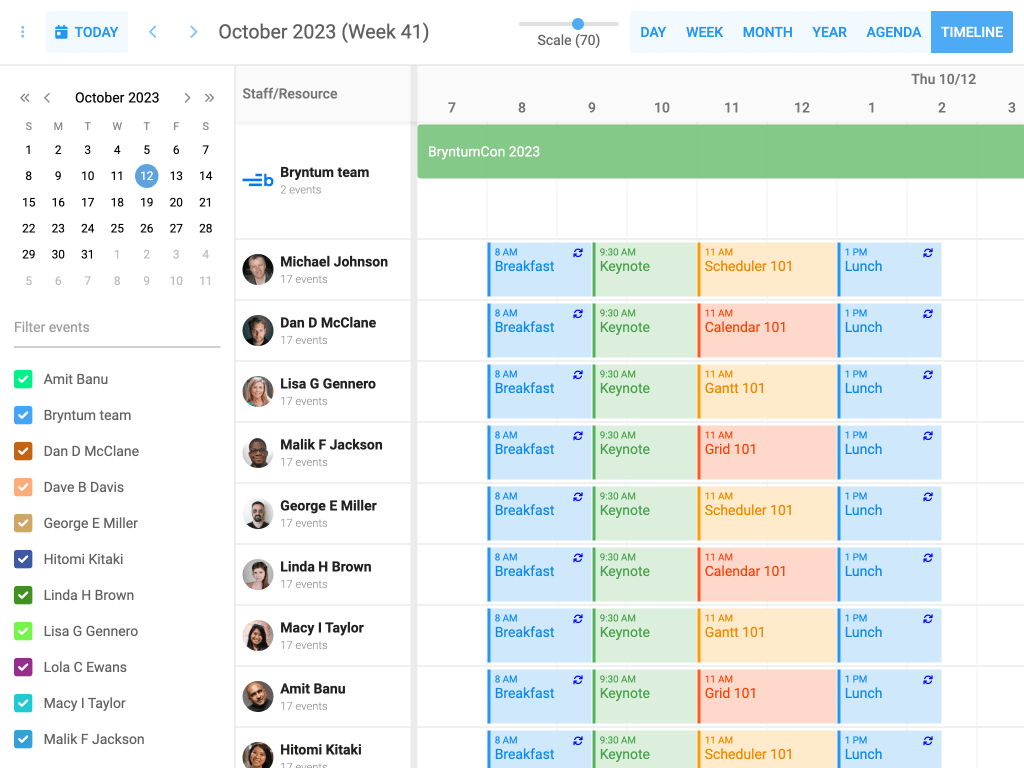 TODAY
October 2023 (Week 41)
Scale (70)
DAY WEEK MONTH YEAR AGENDA TIMELINE
October 2023
S M T W T F S
1 2 3 4 5 6 7
8 9 10 11 12 13 14
15 16 17 18 19 20 21
22 23 24 25 26 27 28
29 30 31 1 2 3 4
5 6 7 8 9 10 11
Filter events
Amit Banu
Bryntum team
Dan D McClane
Dave B Davis
George E Miller
Hitomi Kitaki
Linda H Brown
Lisa G Gennero
Lola C Ewans
Macy I Taylor
Malik F Jackson
Staff/Resource
Thu 10/12
7 8 9 10 11 12 1 2 3
Bryntum team
2 events
BryntumCon 2023
Michael Johnson
17 events
8 AM
Breakfast
9:30 AM
Keynote
11 AM
Scheduler 101
1 PM
Lunch
Dan D McClane
17 events
8 AM
Breakfast
9:30 AM
Keynote
11 AM
Calendar 101
1 PM
Lunch
Lisa G Gennero
17 events
8 AM
Breakfast
9:30 AM
Keynote
11 AM
Gantt 101
1 PM
Lunch
Malik F Jackson
17 events
8 AM
Breakfast
9:30 AM
Keynote
11 AM
Grid 101
1 PM
Lunch
George E Miller
17 events
8 AM
Breakfast
9:30 AM
Keynote
11 AM
Scheduler 101
1 PM
Lunch
Linda H Brown
17 events
8 AM
Breakfast
9:30 AM
Keynote
11 AM
Calendar 101
1 PM
Lunch
Macy I Taylor
17 events
8 AM
Breakfast
9:30 AM
Keynote
11 AM
Gantt 101
1 PM
Lunch
Amit Banu
17 events
8 AM
Breakfast
9:30 AM
Keynote
11 AM
Grid 101
1 PM
Lunch
Hitomi Kitaki
17 events
8 AM
Breakfast
9:30 AM
Keynote
11 AM
Scheduler 101
1 PM
Lunch